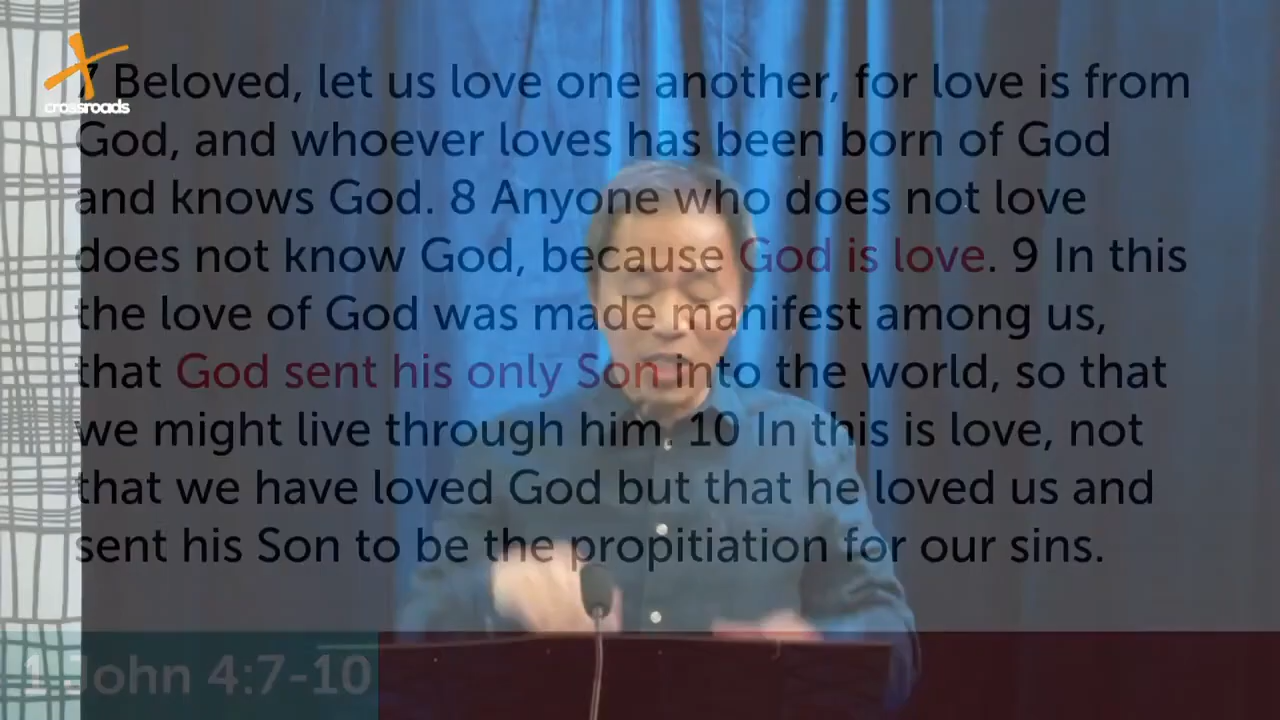 crossroads
7 Beloved, let us love one another, for love is from
God, and whoever loves has been born of God
and knows God. 8 Anyone who does not love
does not know God, because God is love. 9 In this
the love of God was made manifest among us,
that God sent his only Son into the world, so that
we might live through him. 10 In this is love, not
that we have loved God but that he loved us and
sent his Son to be the propitiation for our sins.
1 John 4:7-10